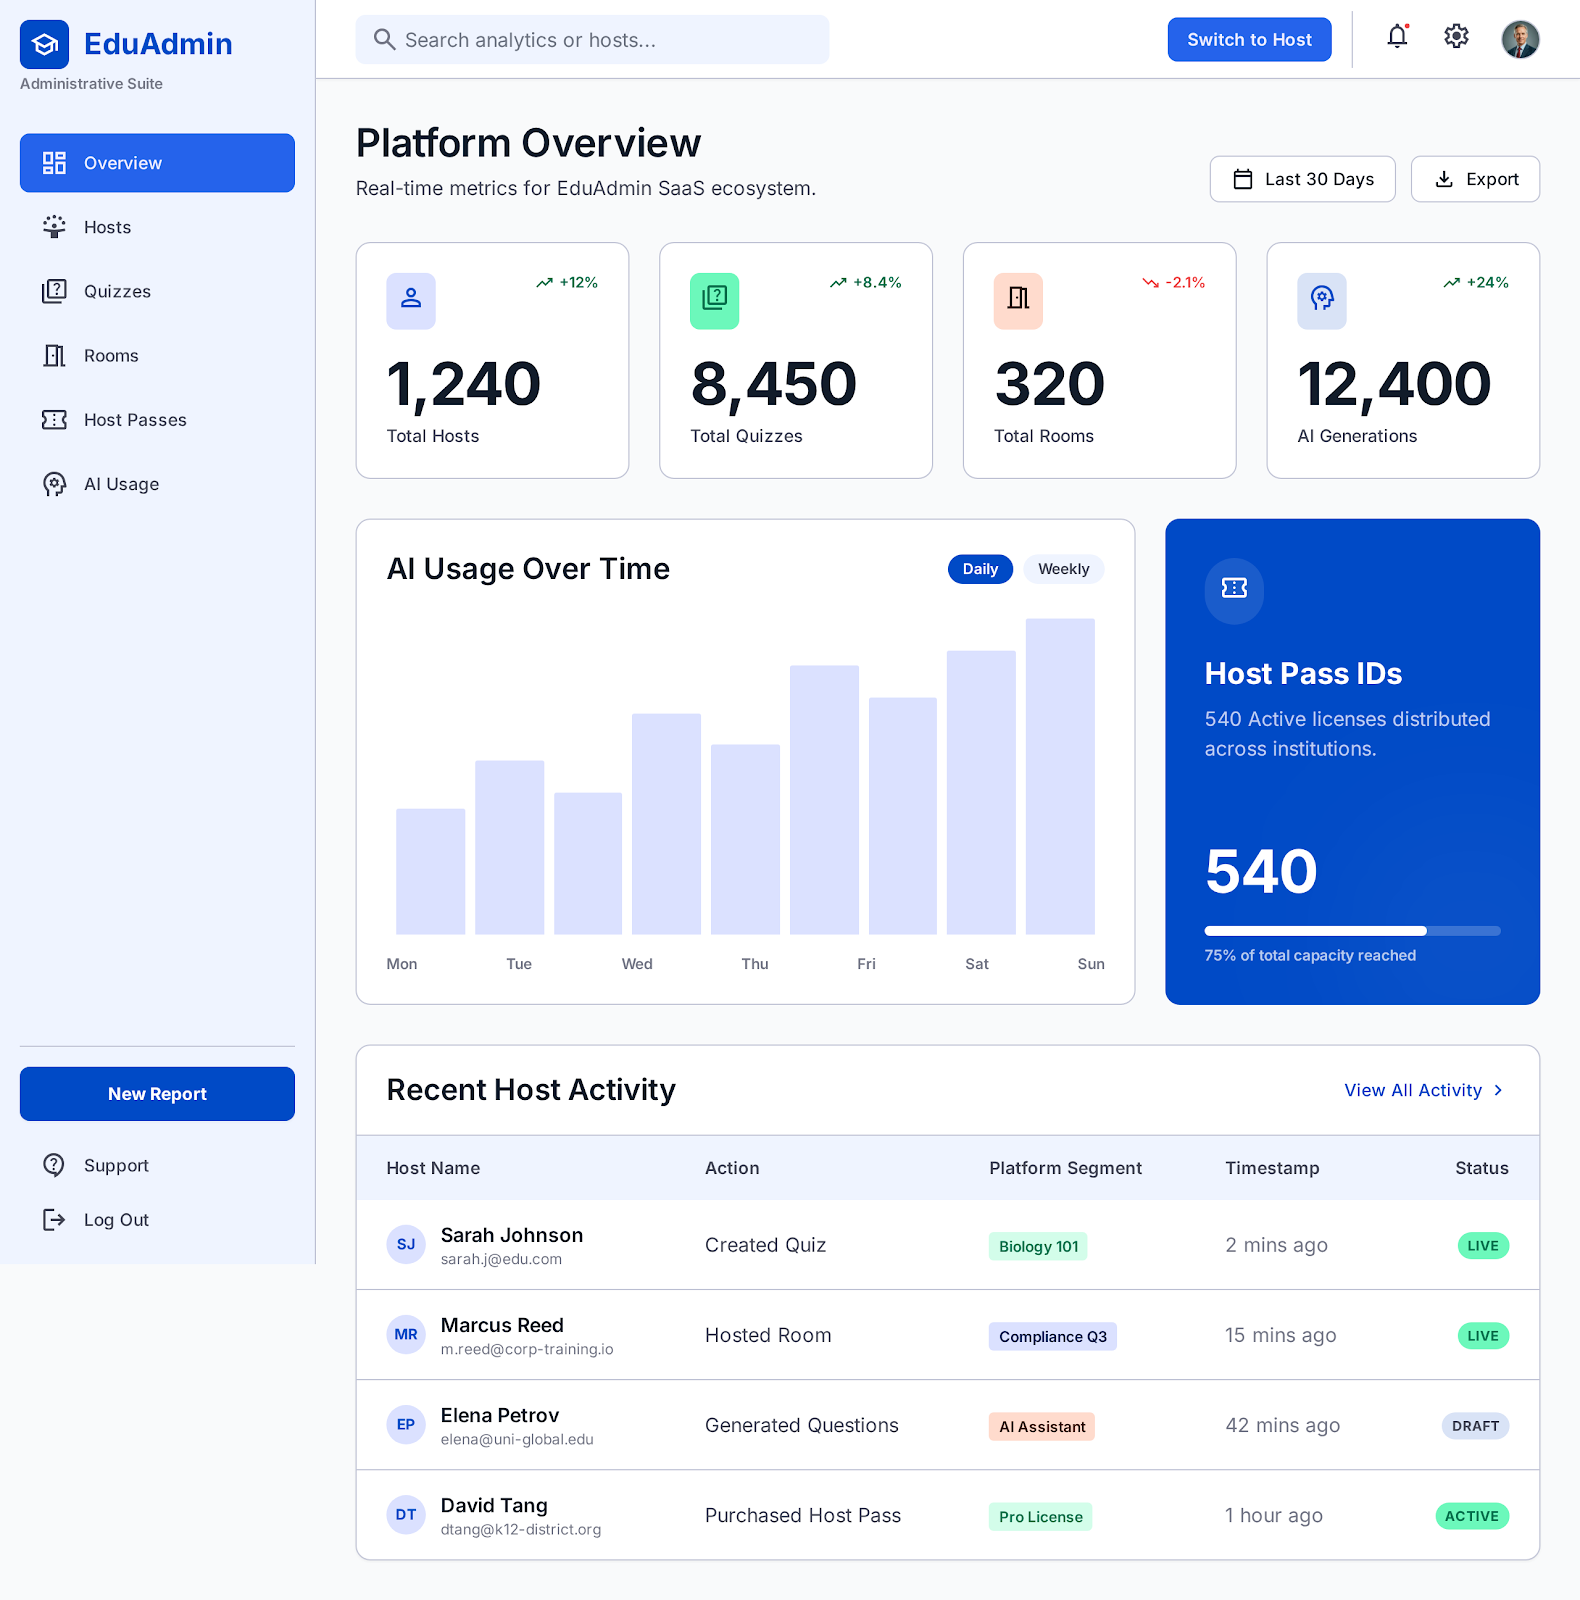 EduAdmin
Administrative Suite
Overview
Hosts
Quizzes
Rooms
Host Passes
AI Usage
New Report
Support
Log Out
Search analytics or hosts...
Switch to Host
Platform Overview
Real-time metrics for EduAdmin SaaS ecosystem.
Last 30 Days
Export
+12%
1,240
Total Hosts
+8.4%
8,450
Total Quizzes
-2.1%
320
Total Rooms
+24%
12,400
AI Generations
AI Usage Over Time
Daily
Weekly
Mon Tue Wed Thu Fri Sat Sun
Host Pass IDs
540 Active licenses distributed
across institutions.
540
75% of total capacity reached
Recent Host Activity
View All Activity
Host Name Action Platform Segment Timestamp Status
SJ Sarah Johnson Created Quiz Biology 101 2 mins ago LIVE
sarah.j@edu.com
MR Marcus Reed Hosted Room Compliance Q3 15 mins ago LIVE
m.reed@corp-training.io
EP Elena Petrov Generated Questions AI Assistant 42 mins ago DRAFT
elena@uni-global.edu
DT David Tang Purchased Host Pass Pro License 1 hour ago ACTIVE
dtang@k12-district.org